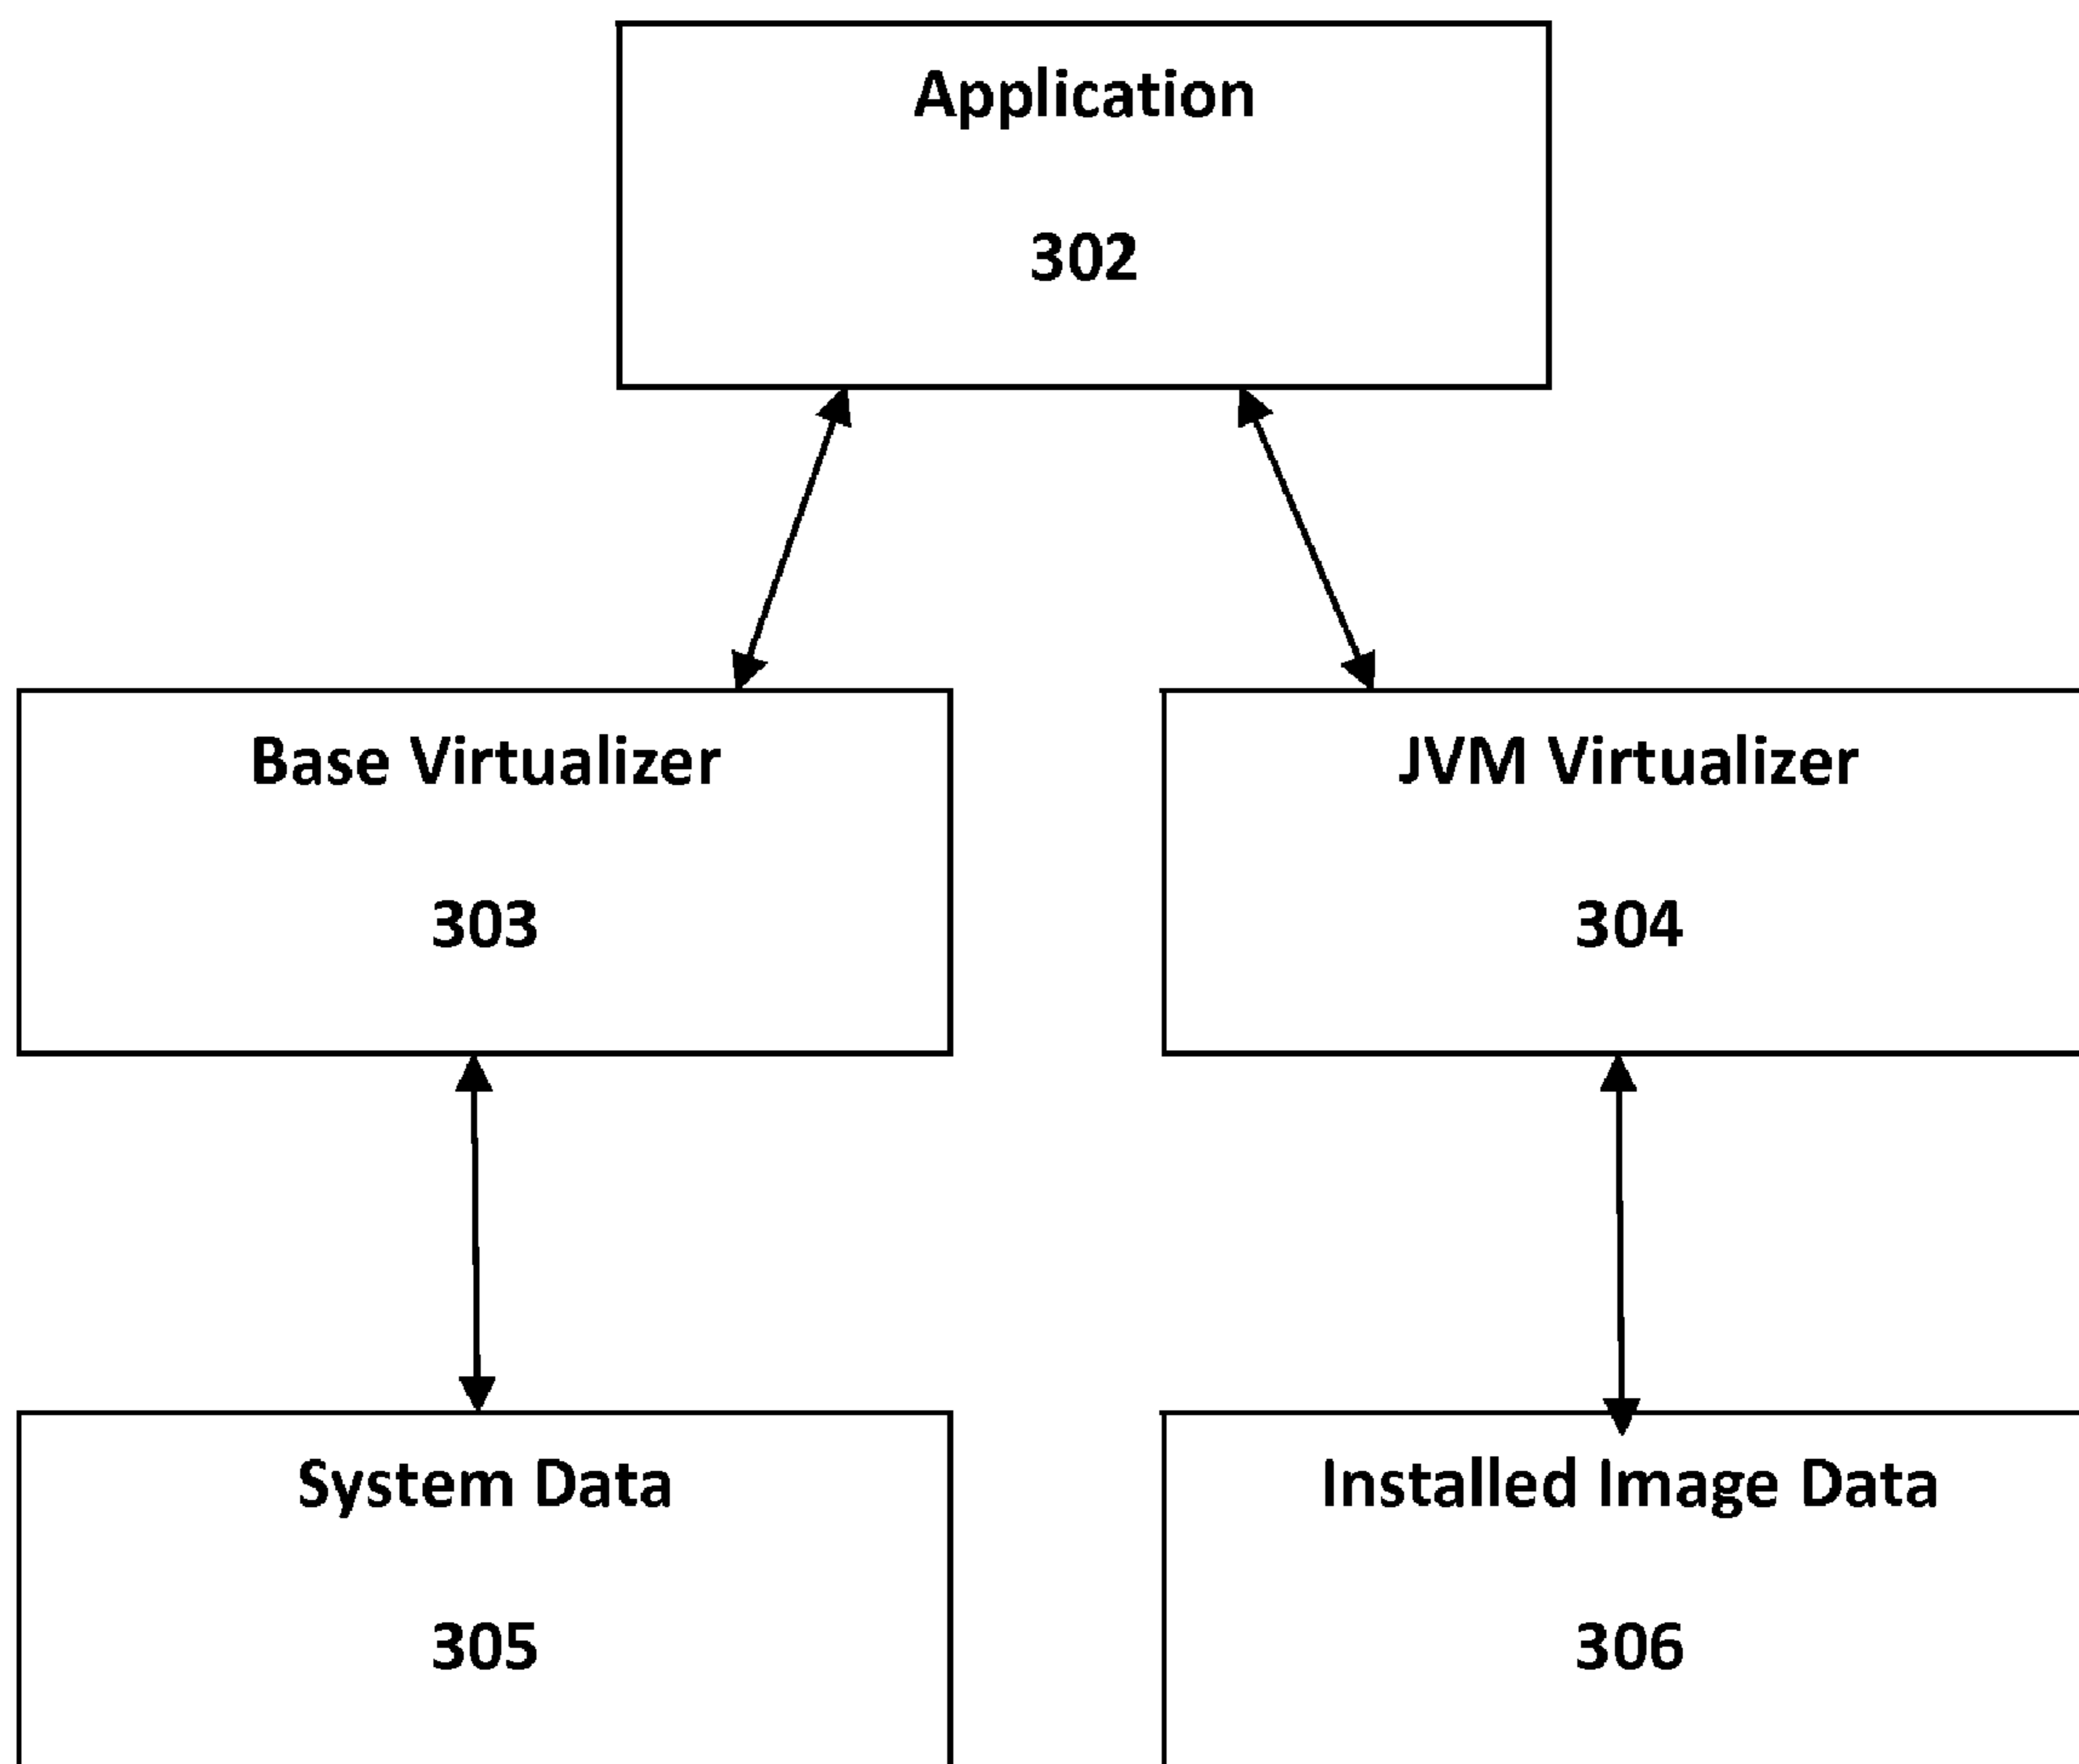 Application
302
Base Virtualizer
303
JVM Virtualizer
304
System Data
305
Installed Image Data
306